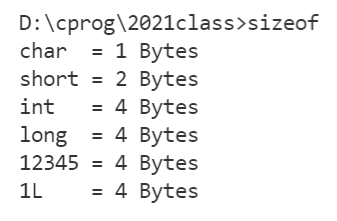 D:\cprog\2021class>sizeof
char  = 1 Bytes
short = 2 Bytes
int   = 4 Bytes
long  = 4 Bytes
12345 = 4 Bytes
1L    = 4 Bytes